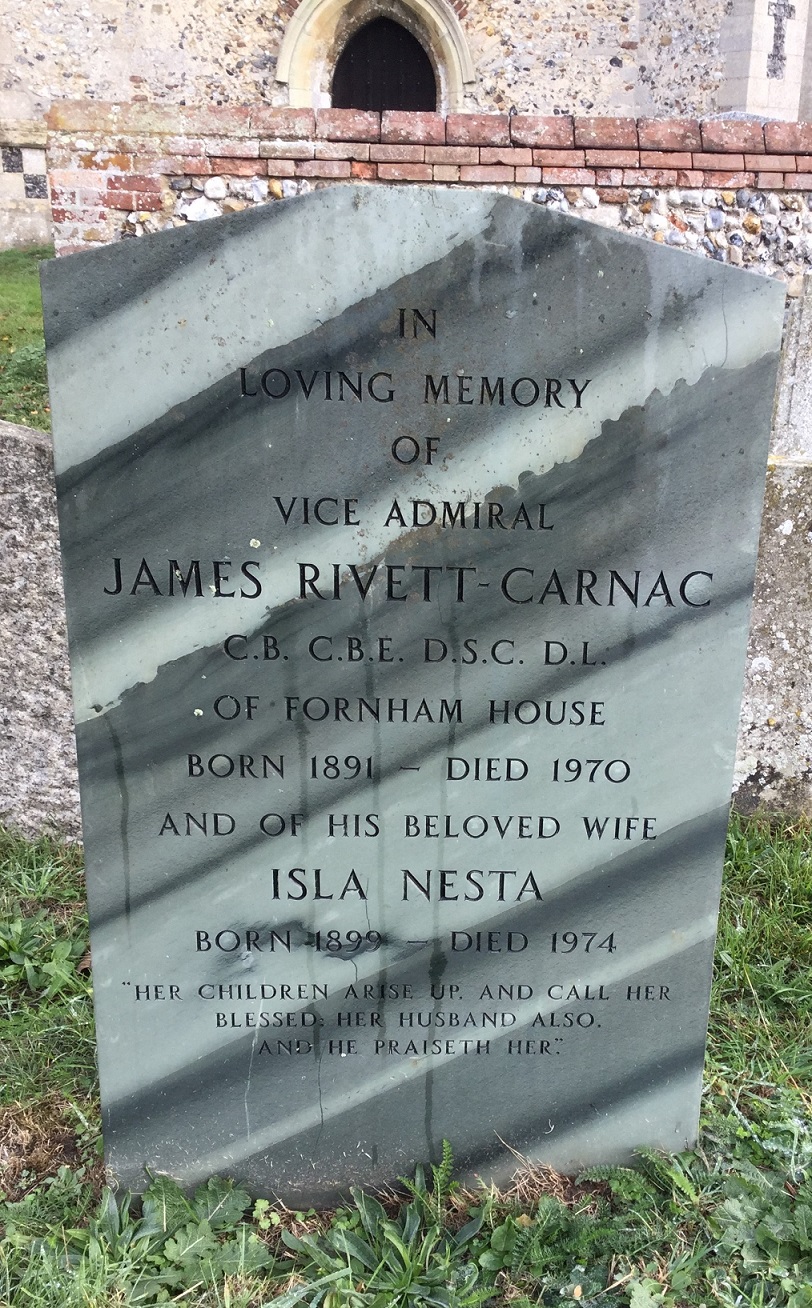 IN
LOVING MEMORY
OF
VICE ADMIRAL
JAMES RIVETT-CARNAC
C.B. C.B.E. D.S.C. D.L.
OF FORNHAM HOUSE
BORN 1891 – DIED 1970
AND OF HIS BELOVED WIFE
ISLA NESTA
BORN 1899 – DIED 1974
"HER CHILDREN ARISE UP, AND CALL HER
BLESSED; HER HUSBAND ALSO,
AND HE PRAISETH HER."